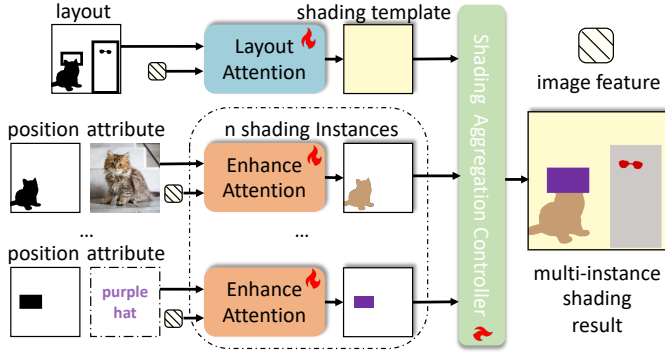 layout
shading template
Layout
Attention
image feature
position attribute
n shading Instances
Enhance
Attention
...
...
position attribute
purple
hat
Enhance
Attention
Shading Aggregation Controller
multi-instance
shading
result